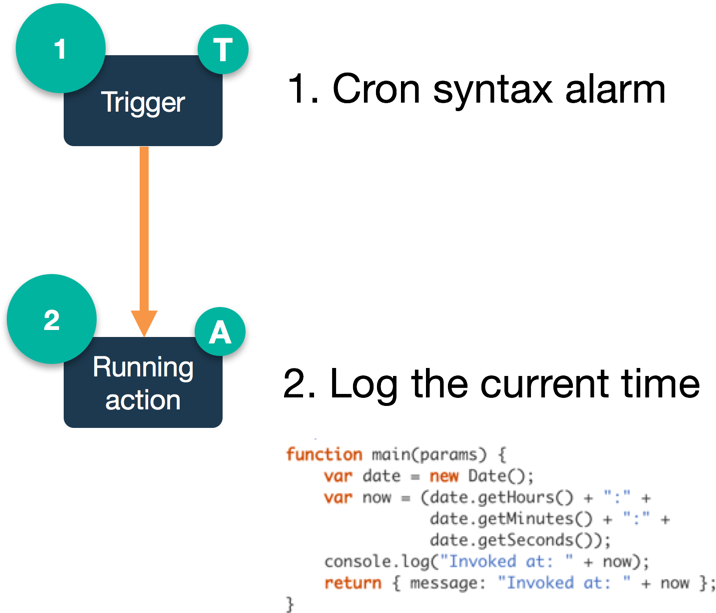 1
T
Trigger
1. Cron syntax alarm
2
A
Running
action
2. Log the current time
function main(params) {
    var date = new Date();
    var now = (date.getHours() + ":" +
               date.getMinutes() + ":" +
               date.getSeconds());
    console.log("Invoked at: " + now);
    return { message: "Invoked at: " + now };
}